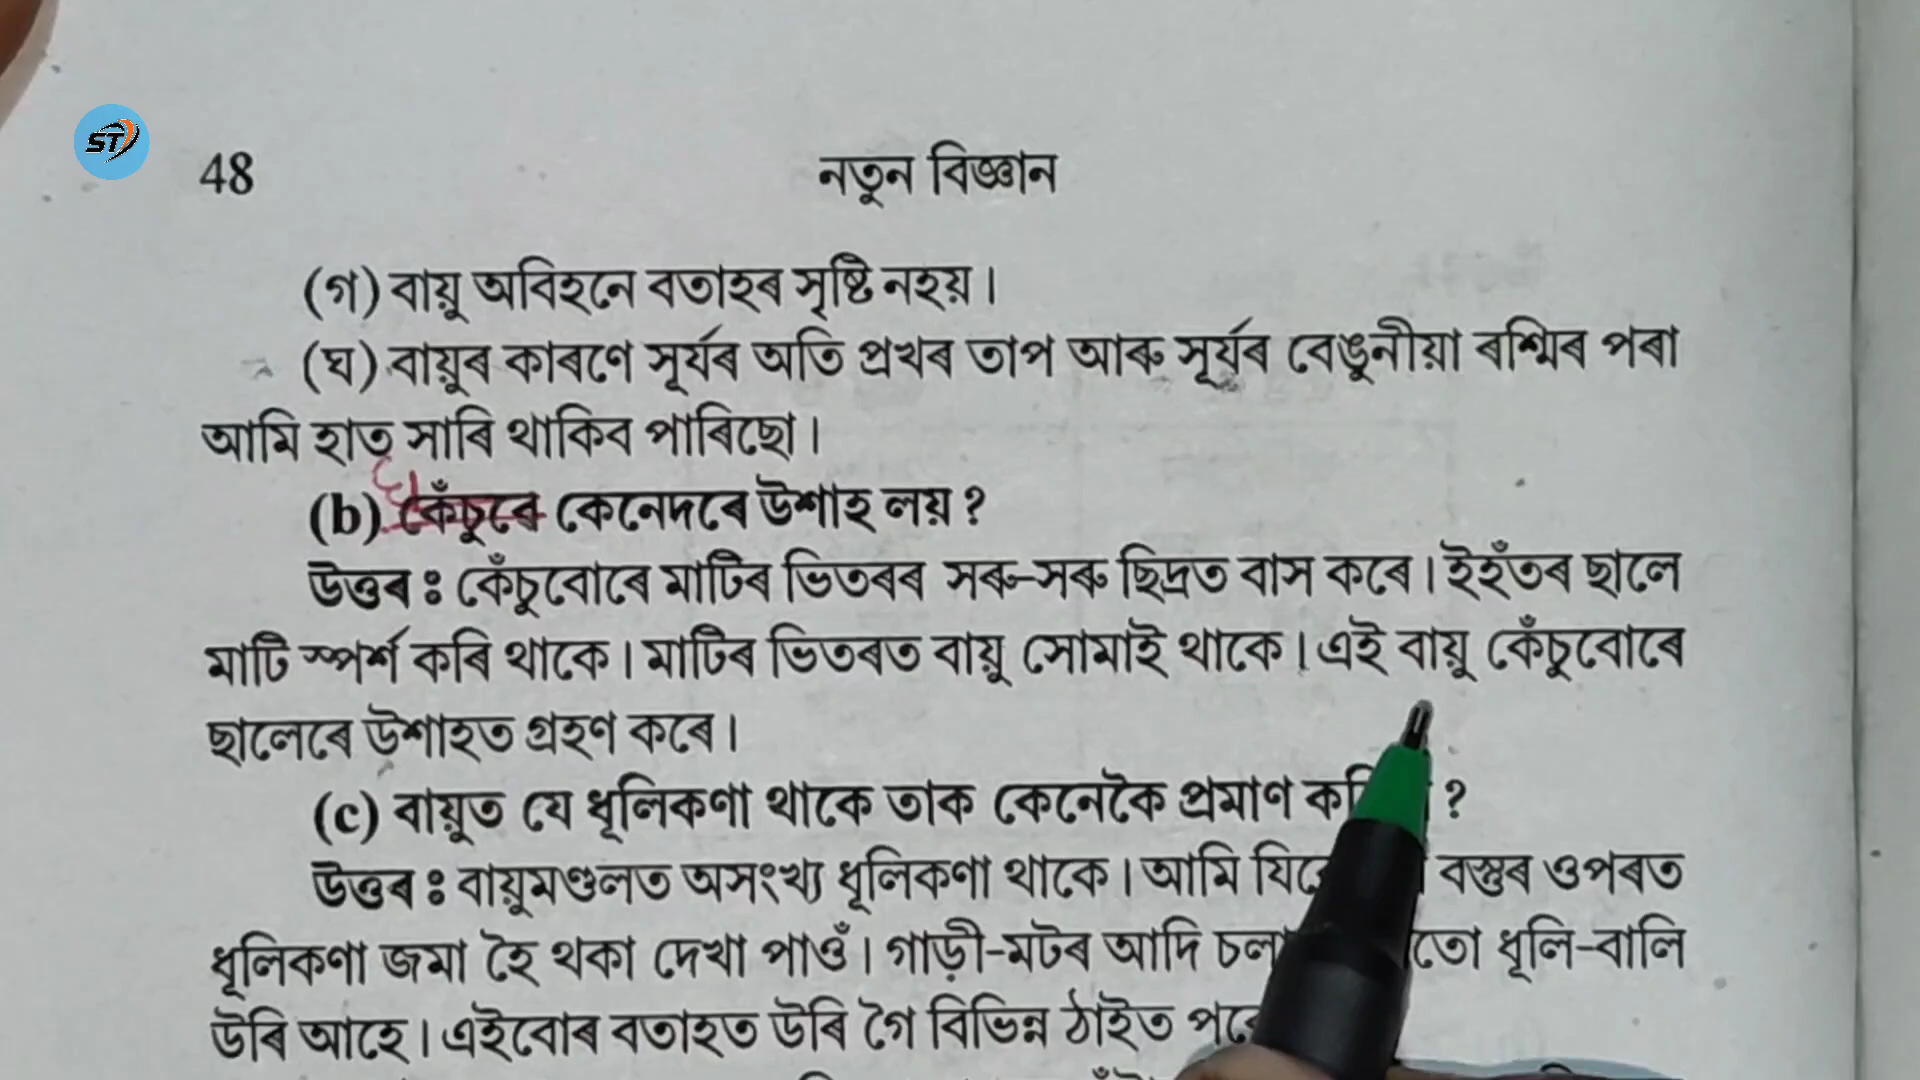 ST
48 নতুন বিজ্ঞান
(গ) বায়ু অবিহনে বতাহৰ সৃষ্টি নহয়।
(ঘ) বায়ুৰ কাৰণে সূৰ্যৰ অতি প্ৰখৰ তাপ আৰু সূৰ্যৰ বেঙুনীয়া ৰশ্মিৰ পৰা
আমি হাত সাৰি থাকিব পাৰিছো।
(b) কেঁচুৰে কেনেদৰে উশাহ লয় ?
উত্তৰ ঃ কেঁচুবোৰে মাটিৰ ভিতৰৰ সৰু-সৰু ছিদ্ৰত বাস কৰে। ইহঁতৰ ছালে
মাটি স্পৰ্শ কৰি থাকে। মাটিৰ ভিতৰত বায়ু সোমাই থাকে। এই বায়ু কেঁচুবোৰে
ছালেৰে উশাহত গ্ৰহণ কৰে।
(c) বায়ুত যে ধূলিকণা থাকে তাক কেনেকৈ প্ৰমাণ ?
উত্তৰ ঃ বায়ুমণ্ডলত অসংখ্য ধূলিকণা থাকে। আমি বস্তুৰ ওপৰত
ধূলিকণা জমা হৈ থকা দেখা পাওঁ। গাড়ী-মটৰ আদি ধূলি-বালি
উৰি আহে। এইবোৰ বতাহত উৰি গৈ বিভিন্ন ঠাইত